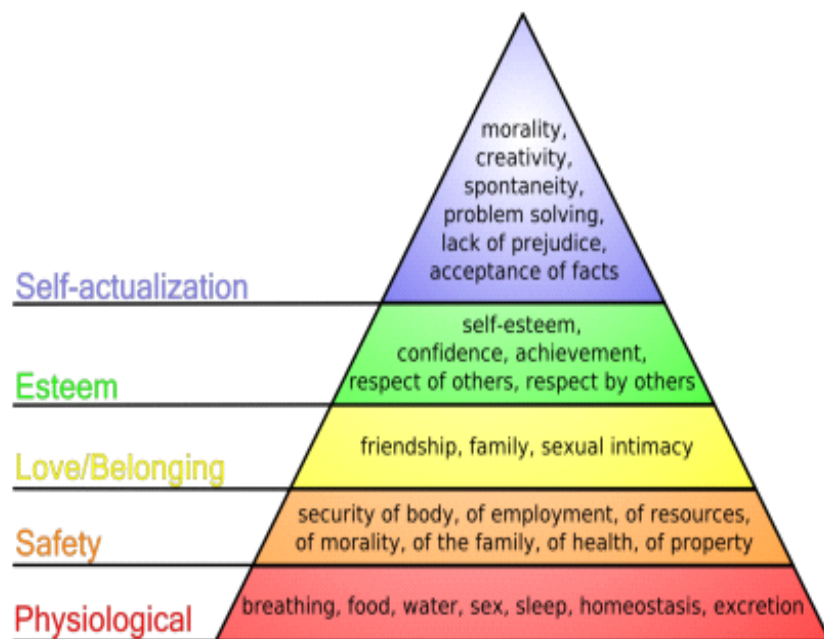 morality,
creativity,
spontaneity,
problem solving,
lack of prejudice,
acceptance of facts
Self-actualization
self-esteem,
confidence, achievement,
respect of others, respect by others
Esteem
friendship, family, sexual intimacy
Love/Belonging
security of body, of employment, of resources,
of morality, of the family, of health, of property
Safety
breathing, food, water, sex, sleep, homeostasis, excretion
Physiological